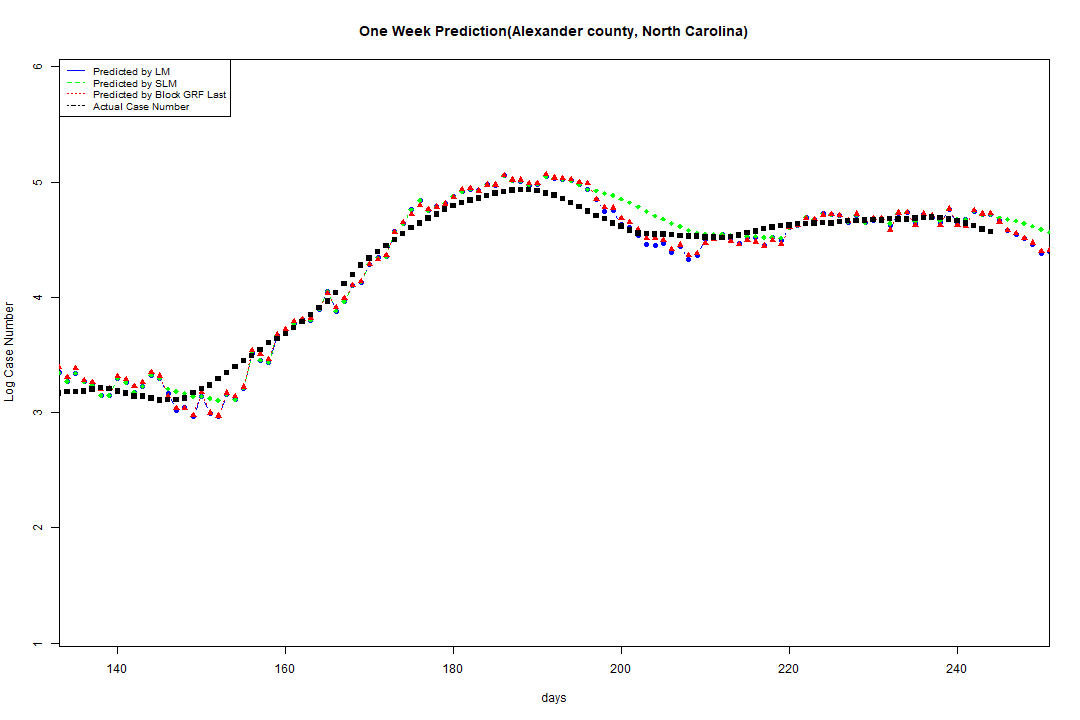 One Week Prediction(Alexander county, North Carolina)
Predicted by LM
Predicted by SLM
Predicted by Block GRF Last
Actual Case Number
6
5
4
3
2
1
Log Case Number
140 160 180 200 220 240
days